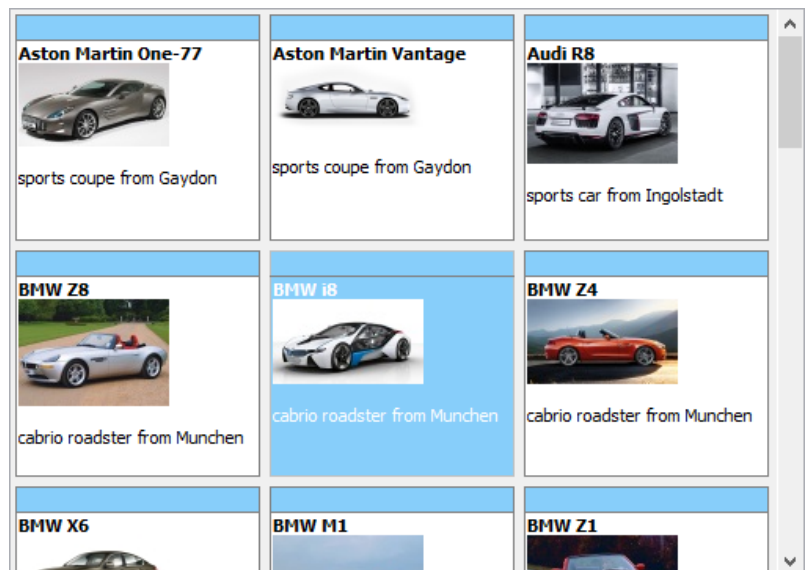 Aston Martin One-77
sports coupe from Gaydon
Aston Martin Vantage
sports coupe from Gaydon
Audi R8
sports car from Ingolstadt
BMW Z8
cabrio roadster from Munchen
BMW i8
cabrio roadster from Munchen
BMW Z4
cabrio roadster from Munchen
BMW X6
BMW M1
BMW Z1